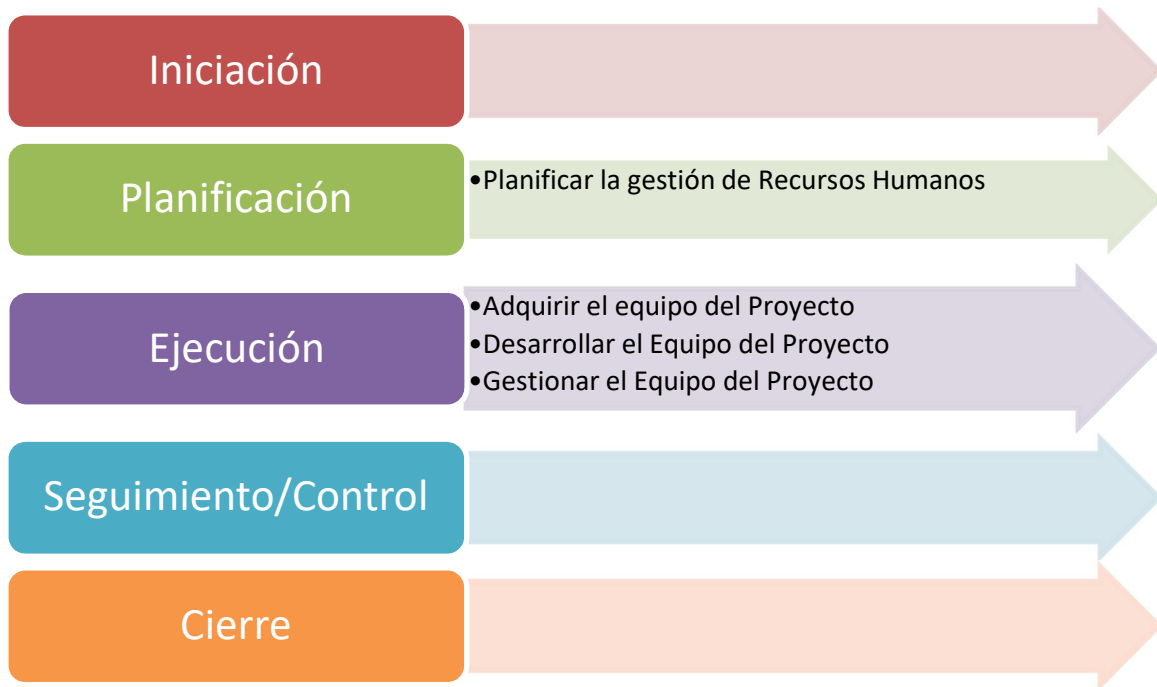 Iniciación
Planificación
•Planificar la gestión de Recursos Humanos
Ejecución
•Adquirir el equipo del Proyecto
•Desarrollar el Equipo del Proyecto
•Gestionar el Equipo del Proyecto
Seguimiento/Control
Cierre